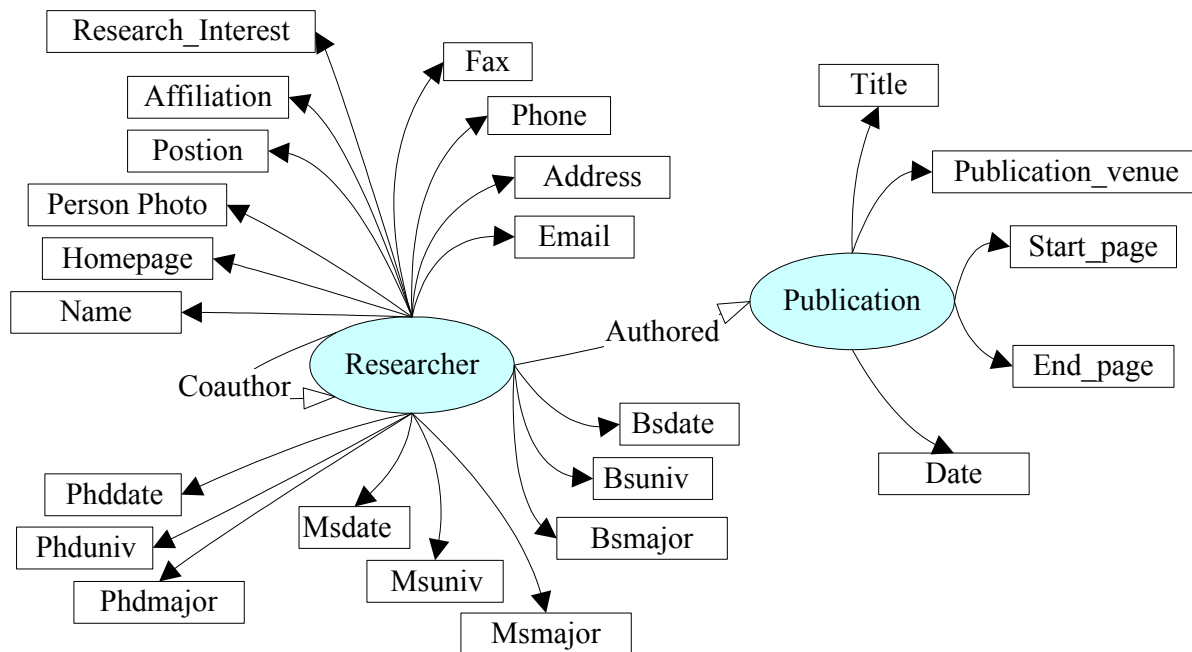 Research_Interest
Fax
Title
Affiliation
Phone
Postion
Publication_venue
Address
Person Photo
Email
Start_page
Homepage
Name
Publication
Authored
Researcher
End_page
Coauthor
Bsdate
Date
Bsuniv
Phddate
Msdate
Bsmajor
Phduniv
Msuniv
Phdmajor
Msmajor